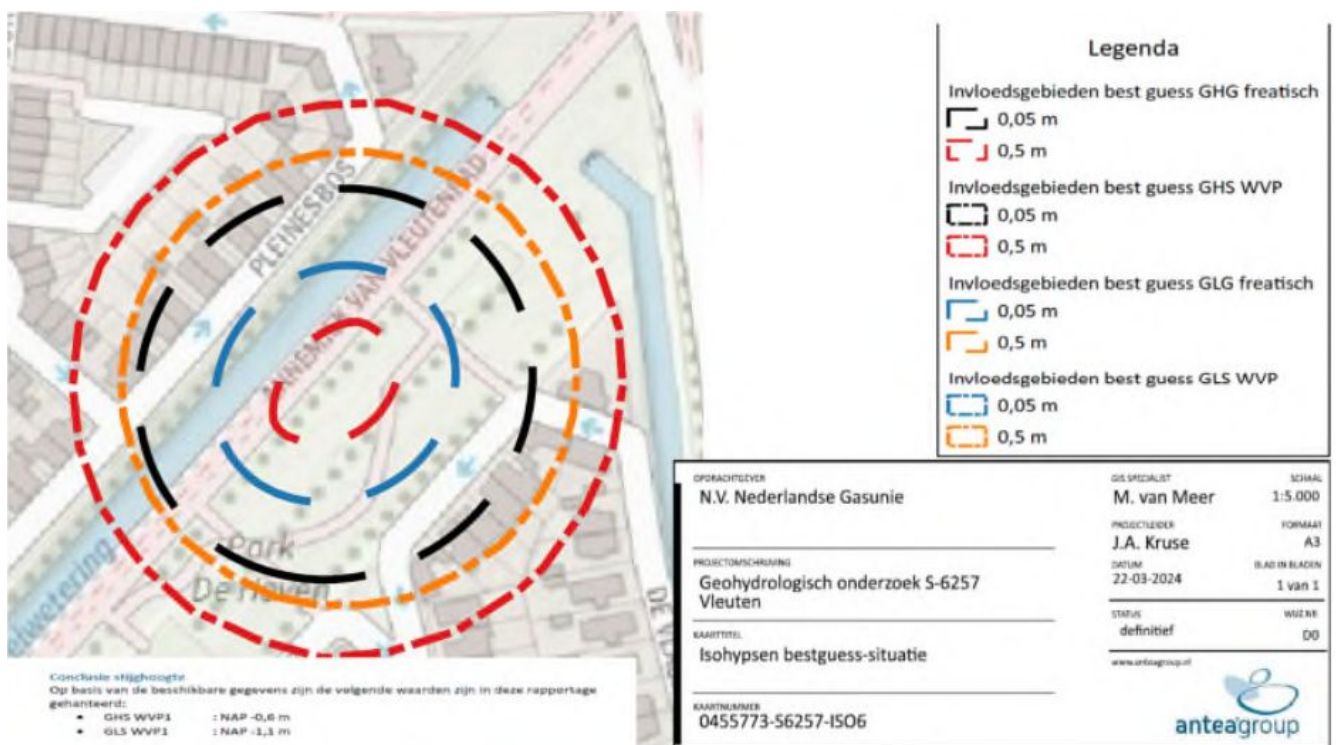 PLEINESBOS
ANNEMIEK VAN VLEUTENPAD
Park
De Haven
elwetering
Legenda
Invloedsgebieden best guess GHG freatisch
0,05 m
0,5 m
Invloedsgebieden best guess GHS WVP
0,05 m
0,5 m
Invloedsgebieden best guess GLG freatisch
0,05 m
0,5 m
Invloedsgebieden best guess GLS WVP
0,05 m
0,5 m
OPDRACHTGEVER
N.V. Nederlandse Gasunie
GIS SPECIALIST
M. van Meer
SCHAAL
1:5.000
PROJECTLEIDER
J.A. Kruse
FORMAAT
A3
PROJECTOMSCHRIJVING
Geohydrologisch onderzoek S-6257
Vleuten
DATUM
22-03-2024
BLAD IN BLADEN
1 van 1
KAARTTITEL
Isohypsen bestguess-situatie
STATUS
definitief
WIJZ.NR
D0
www.anteagroup.nl
KAARTNUMMER
0455773-S6257-ISO6
anteagroup
Conclusie stijghoogte
Op basis van de beschikbare gegevens zijn de volgende waarden zijn in deze rapportage
gehanteerd:
• GHS WVP1 : NAP -0,6 m
• GLS WVP1 : NAP -1,1 m